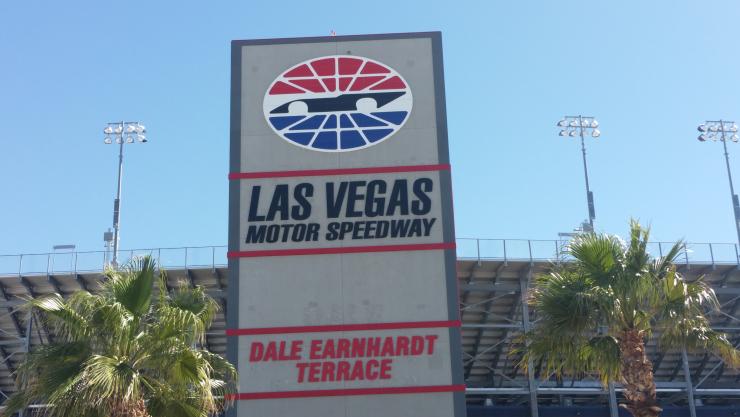 LAS VEGAS
MOTOR SPEEDWAY
DALE EARNHARDT
TERRACE